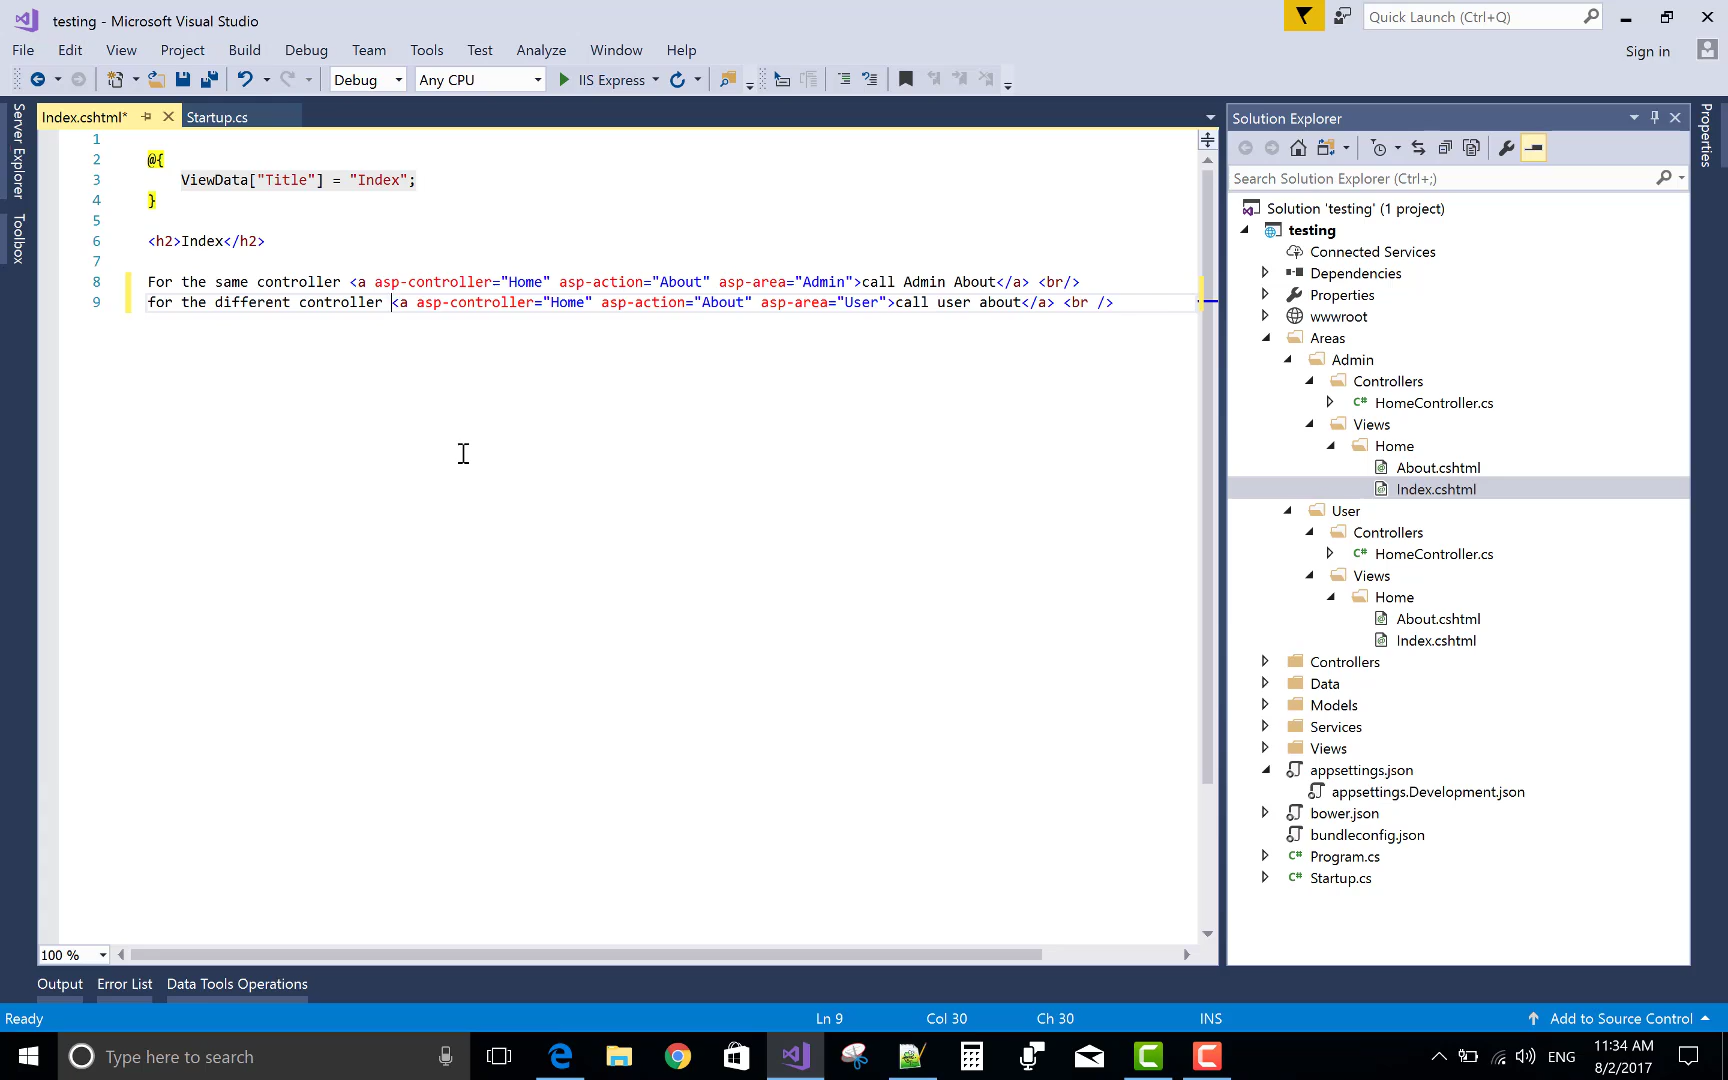 testing - Microsoft Visual Studio
Quick Launch (Ctrl+Q)
File Edit View Project Build Debug Team Tools Test Analyze Window Help
Sign in
Debug Any CPU IIS Express
Server Explorer
Toolbox
Index.cshtml* Startup.cs
1
2 @{
3 ViewData["Title"] = "Index";
4 }
5
6 <h2>Index</h2>
7
8 For the same controller <a asp-controller="Home" asp-action="About" asp-area="Admin">call Admin About</a> <br/>
9 for the different controller <a asp-controller="Home" asp-action="About" asp-area="User">call user about</a> <br />
100 %
Solution Explorer
Search Solution Explorer (Ctrl+;)
Solution 'testing' (1 project)
testing
Connected Services
Dependencies
Properties
wwwroot
Areas
Admin
Controllers
C# HomeController.cs
Views
Home
About.cshtml
Index.cshtml
User
Controllers
C# HomeController.cs
Views
Home
About.cshtml
Index.cshtml
Controllers
Data
Models
Services
Views
appsettings.json
appsettings.Development.json
bower.json
bundleconfig.json
C# Program.cs
C# Startup.cs
Properties
Output Error List Data Tools Operations
Ready Ln 9 Col 30 Ch 30 INS Add to Source Control
Type here to search
ENG
11:34 AM
8/2/2017